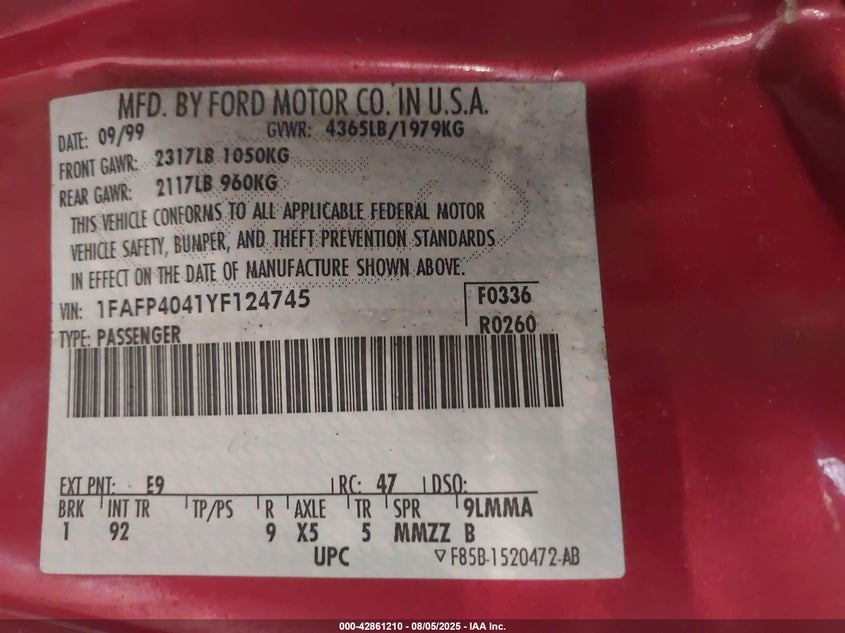 MFD. BY FORD MOTOR CO. IN U.S.A.
DATE: 09/99 GVWR: 4365LB/1979KG
FRONT GAWR: 2317LB 1050KG
REAR GAWR: 2117LB 960KG
THIS VEHICLE CONFORMS TO ALL APPLICABLE FEDERAL MOTOR
VEHICLE SAFETY, BUMPER, AND THEFT PREVENTION STANDARDS
IN EFFECT ON THE DATE OF MANUFACTURE SHOWN ABOVE.
VIN: 1FAFP4041YF124745 F0336
TYPE: PASSENGER R0260
EXT PNT: E9 RC: 47 DSO:
BRK INT TR TP/PS R AXLE TR SPR 9LMMA
1 92 9 X5 5 MMZZ B
UPC ▽ F85B-1520472-AB
000-42861210 - 08/05/2025 - IAA Inc.